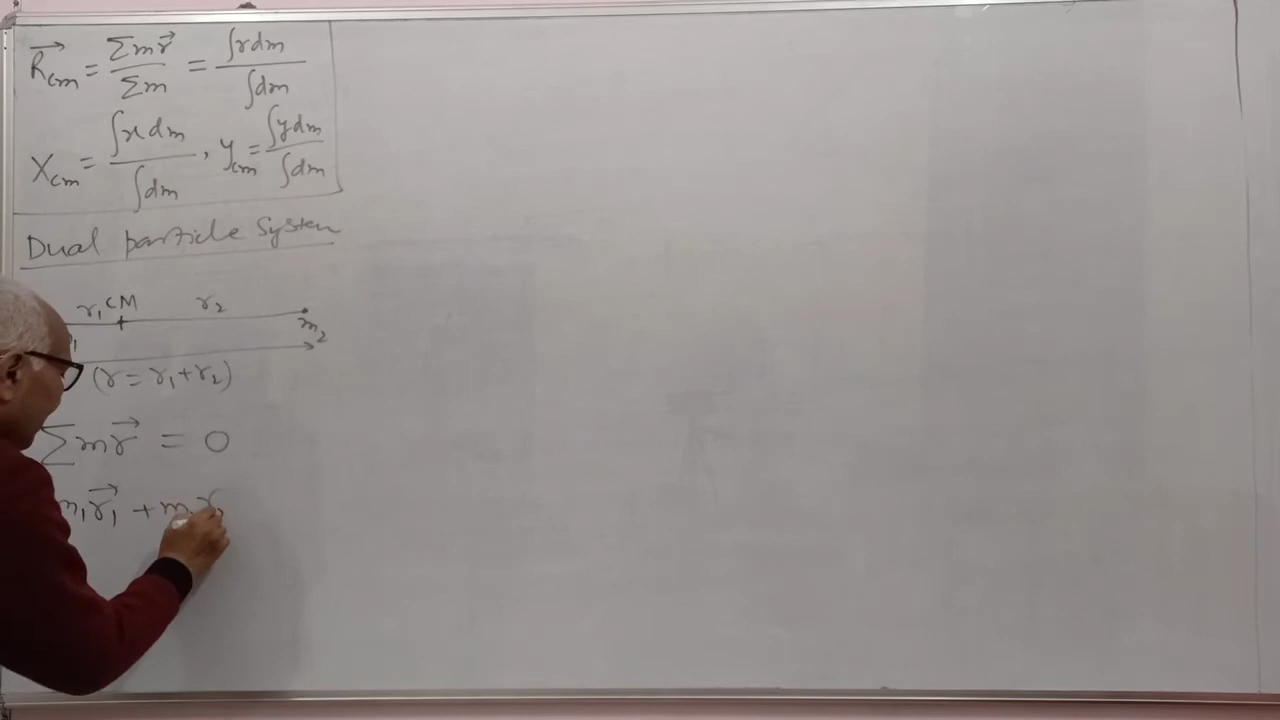 R⃗cm = Σmr⃗ / Σm = ∫rdm / ∫dm
Xcm = ∫xdm / ∫dm , ycm = ∫ydm / ∫dm
Dual particle System
r₁ CM r₂
m₂
(r = r₁ + r₂)
Σmr⃗ = 0
m₁r⃗₁ + m